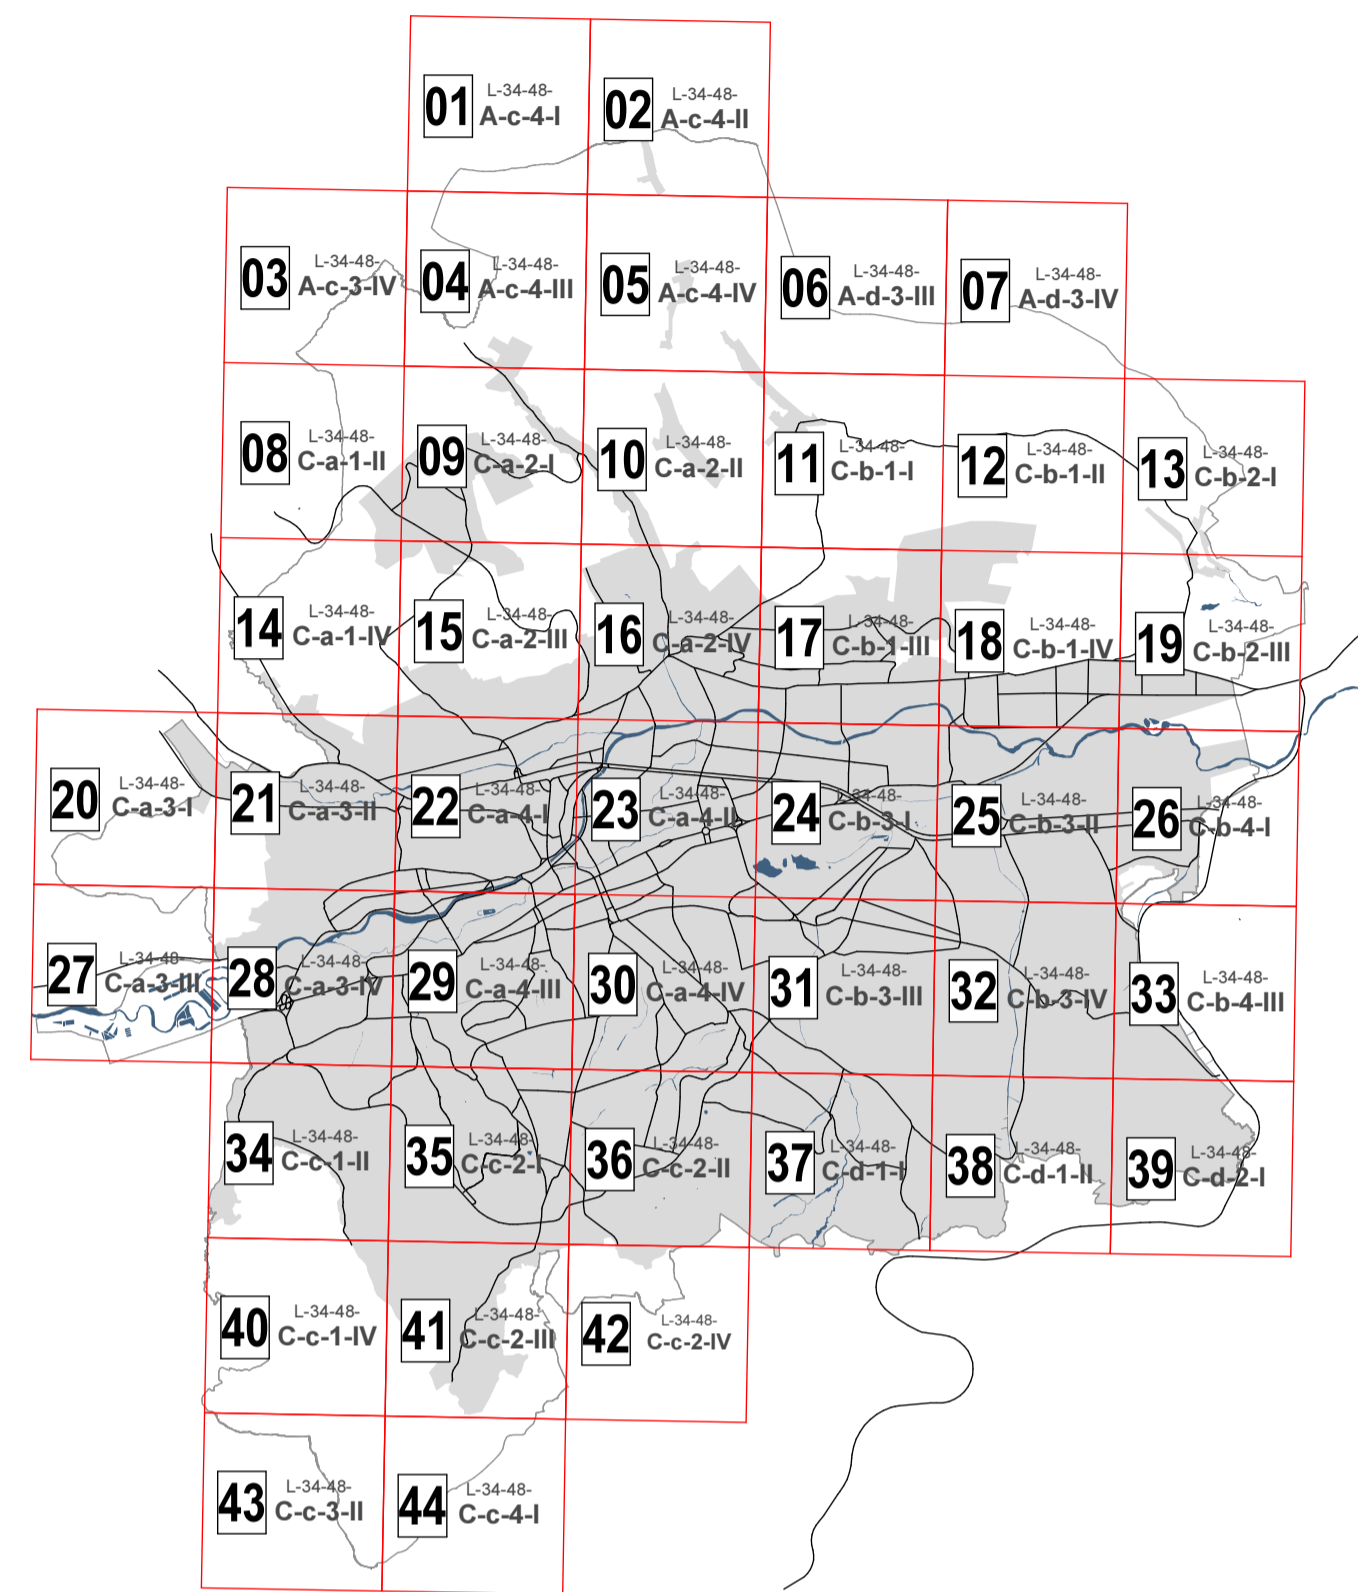 01 L-34-48-
A-c-4-I
02 L-34-48-
A-c-4-II
03 L-34-48-
A-c-3-IV
04 L-34-48-
A-c-4-III
05 L-34-48-
A-c-4-IV
06 L-34-48-
A-d-3-III
07 L-34-48-
A-d-3-IV
08 L-34-48-
C-a-1-II
09 L-34-48-
C-a-2-I
10 L-34-48-
C-a-2-II
11 L-34-48-
C-b-1-I
12 L-34-48-
C-b-1-II
13 L-34-48-
C-b-2-I
14 L-34-48-
C-a-1-IV
15 L-34-48-
C-a-2-III
16 L-34-48-
C-a-2-IV
17 L-34-48-
C-b-1-III
18 L-34-48-
C-b-1-IV
19 L-34-48-
C-b-2-III
20 L-34-48-
C-a-3-I
21 L-34-48-
C-a-3-II
22 L-34-48-
C-a-4-I
23 L-34-48-
C-a-4-II
24 L-34-48-
C-b-3-I
25 L-34-48-
C-b-3-II
26 L-34-48-
C-b-4-I
27 L-34-48-
C-a-3-III
28 L-34-48-
C-a-3-IV
29 L-34-48-
C-a-4-III
30 L-34-48-
C-a-4-IV
31 L-34-48-
C-b-3-III
32 L-34-48-
C-b-3-IV
33 L-34-48-
C-b-4-III
34 L-34-48-
C-c-1-II
35 L-34-48-
C-c-2-I
36 L-34-48-
C-c-2-II
37 L-34-48-
C-d-1-I
38 L-34-48-
C-d-1-II
39 L-34-48-
C-d-2-I
40 L-34-48-
C-c-1-IV
41 L-34-48-
C-c-2-III
42 L-34-48-
C-c-2-IV
43 L-34-48-
C-c-3-II
44 L-34-48-
C-c-4-I